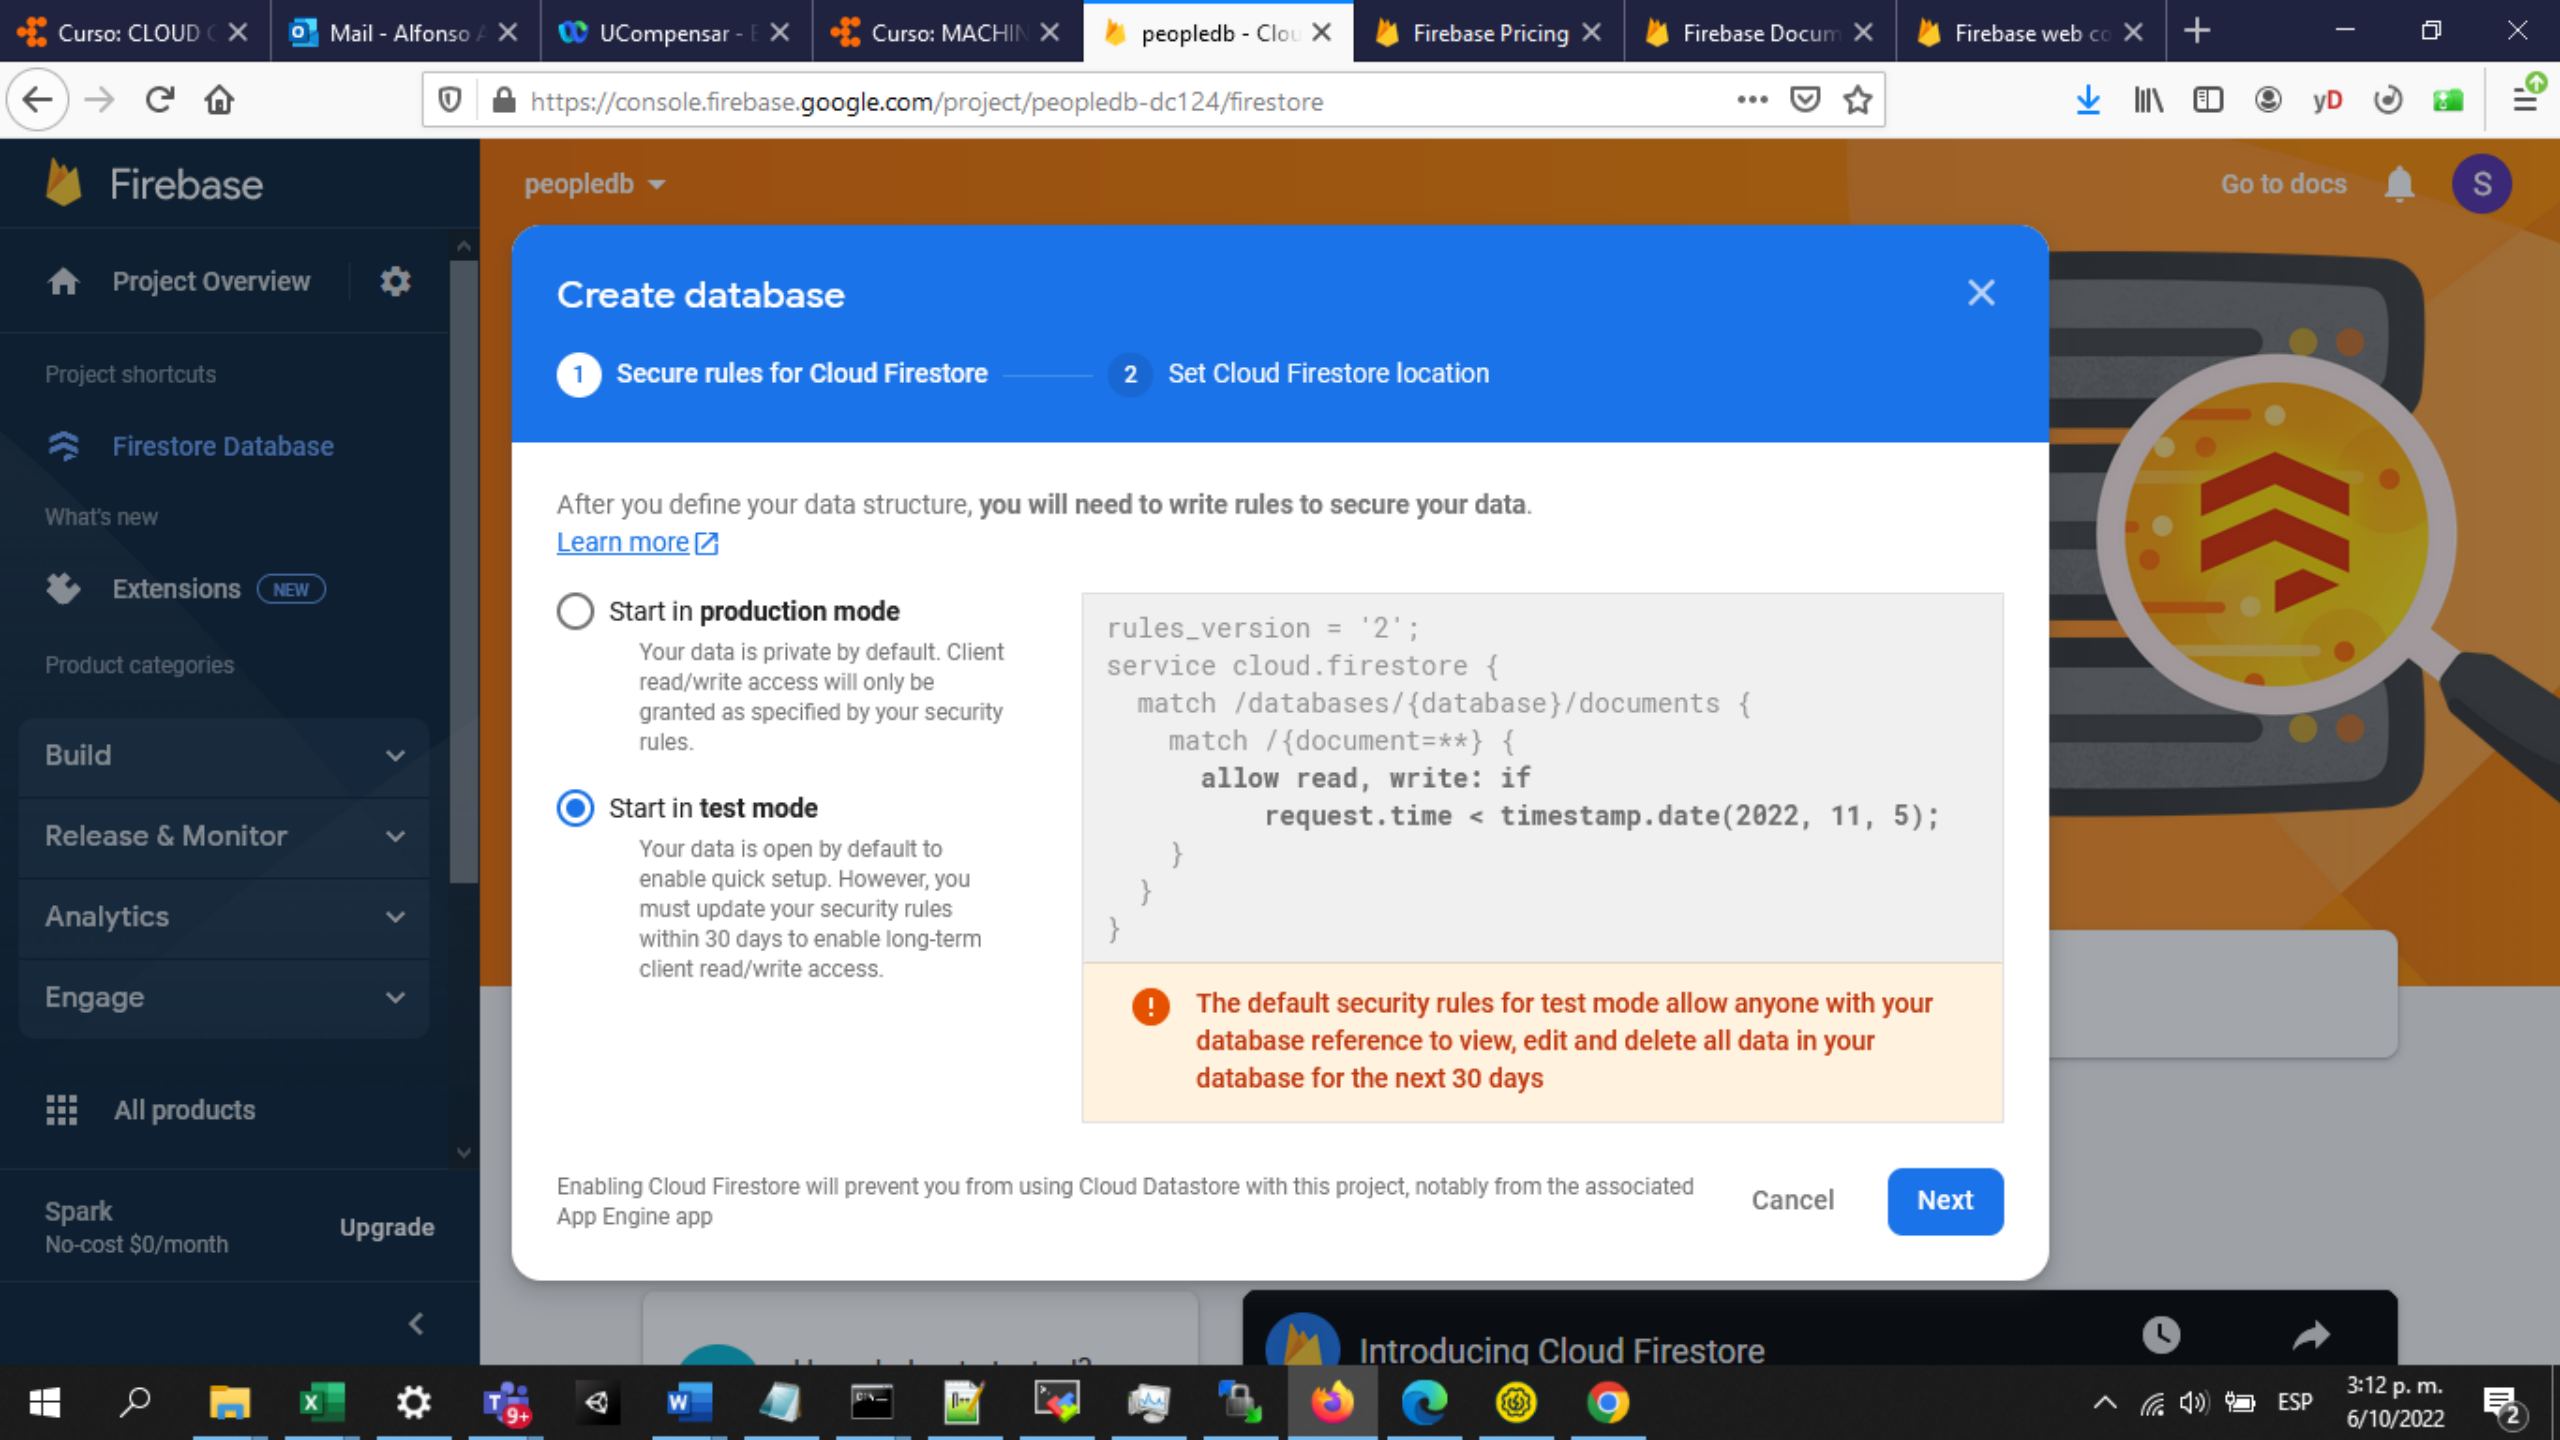 Curso: CLOUD
Mail - Alfonso
UCompensar -
Curso: MACHIN
peopledb - Clou
Firebase Pricing
Firebase Docum
Firebase web co
https://console.firebase.google.com/project/peopledb-dc124/firestore
yD
Firebase
peopledb
Go to docs
S
Project Overview
Project shortcuts
Firestore Database
What's new
Extensions NEW
Product categories
Build
Release & Monitor
Analytics
Engage
All products
Spark
No-cost $0/month
Upgrade
Create database
1 Secure rules for Cloud Firestore
2 Set Cloud Firestore location
After you define your data structure, you will need to write rules to secure your data.
Learn more
Start in production mode
Your data is private by default. Client
read/write access will only be
granted as specified by your security
rules.
Start in test mode
Your data is open by default to
enable quick setup. However, you
must update your security rules
within 30 days to enable long-term
client read/write access.
rules_version = '2';
service cloud.firestore {
match /databases/{database}/documents {
match /{document=**} {
allow read, write: if
request.time < timestamp.date(2022, 11, 5);
}
}
}
The default security rules for test mode allow anyone with your
database reference to view, edit and delete all data in your
database for the next 30 days
Enabling Cloud Firestore will prevent you from using Cloud Datastore with this project, notably from the associated
App Engine app
Cancel
Next
Introducing Cloud Firestore
9+
ESP
3:12 p. m.
6/10/2022
2